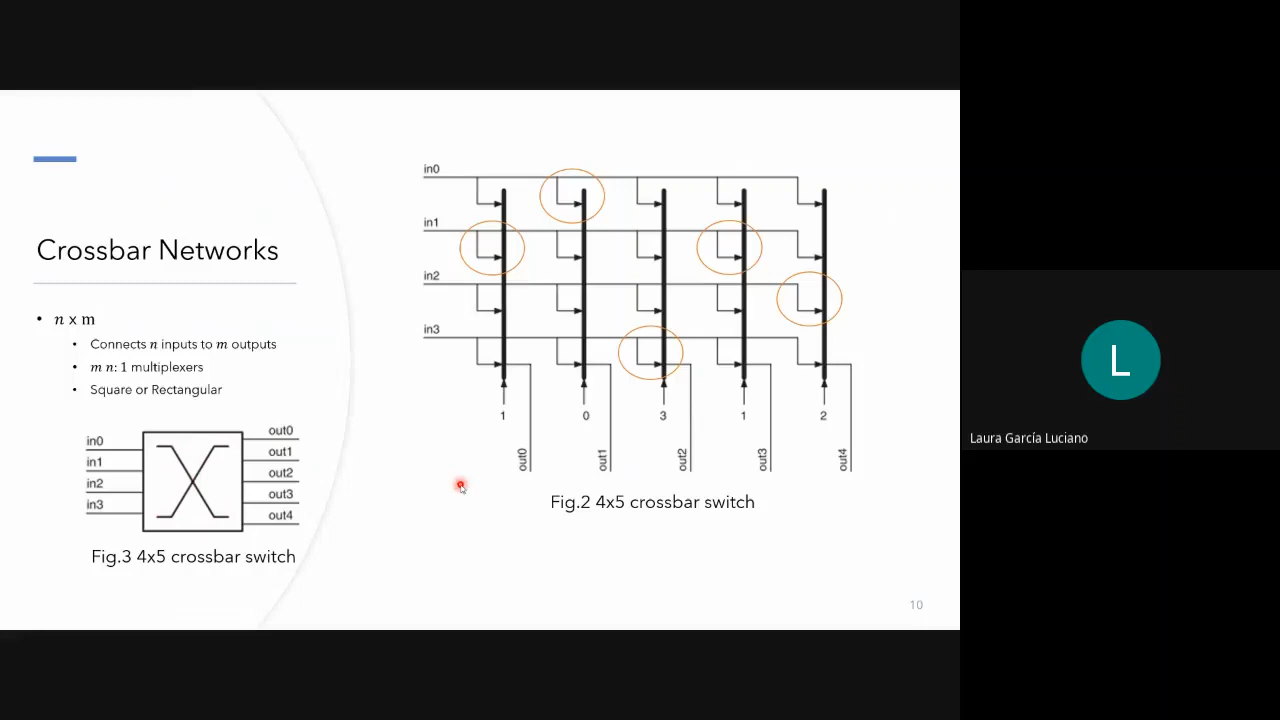 Crossbar Networks
• n x m
• Connects n inputs to m outputs
• m n: 1 multiplexers
• Square or Rectangular
in0
in1
in2
in3
out0
out1
out2
out3
out4
Fig.3 4x5 crossbar switch
in0
in1
in2
in3
1 0 3 1 2
out0 out1 out2 out3 out4
Fig.2 4x5 crossbar switch
10
L
Laura García Luciano